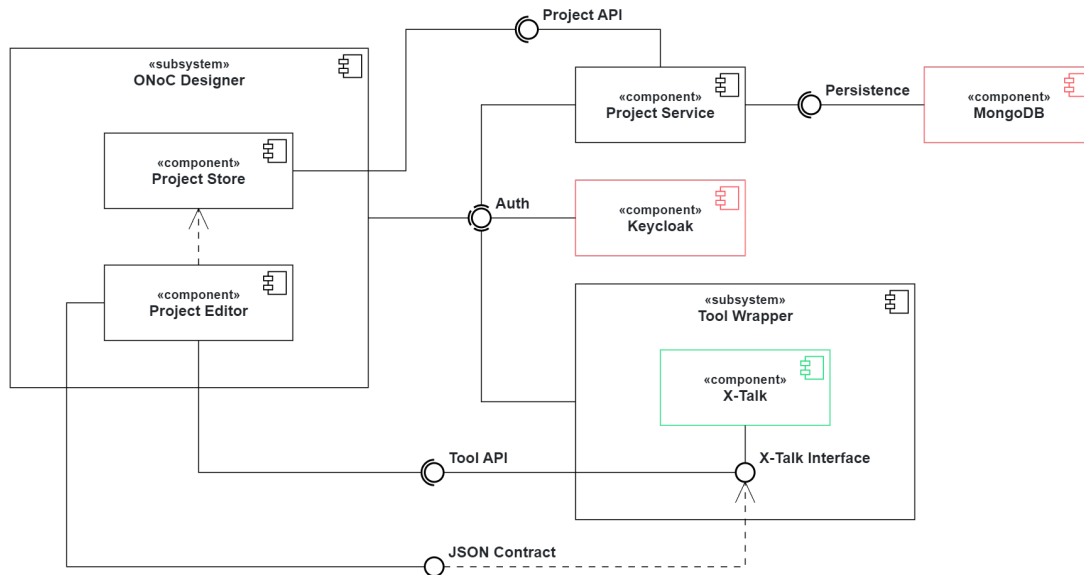 Project API
«subsystem»
ONoC Designer
«component»
Project Service
Persistence
«component»
MongoDB
«component»
Project Store
Auth
«component»
Keycloak
«component»
Project Editor
«subsystem»
Tool Wrapper
«component»
X-Talk
Tool API
X-Talk Interface
JSON Contract